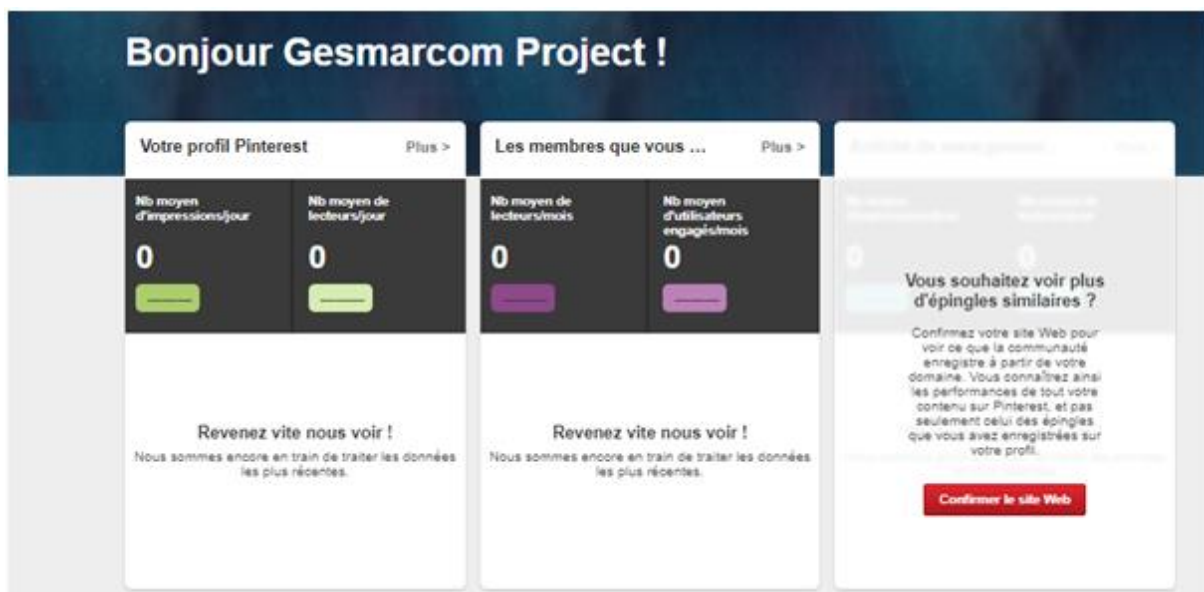 Bonjour Gesmarcom Project !
Votre profil Pinterest
Plus >
Nb moyen
d'impressions/jour
0
Nb moyen de
lecteurs/jour
0
Revenez vite nous voir !
Nous sommes encore en train de traiter les données
les plus récentes.
Les membres que vous ...
Plus >
Nb moyen de
lecteurs/mois
0
Nb moyen
d'utilisateurs
engagés/mois
0
Revenez vite nous voir !
Nous sommes encore en train de traiter les données
les plus récentes.
Vous souhaitez voir plus
d'épingles similaires ?
Confirmez votre site Web pour
voir ce que la communauté
enregistre à partir de votre
domaine. Vous connaîtrez ainsi
les performances de tout votre
contenu sur Pinterest, et pas
seulement celui des épingles
que vous avez enregistrées sur
votre profil.
Confirmer le site Web